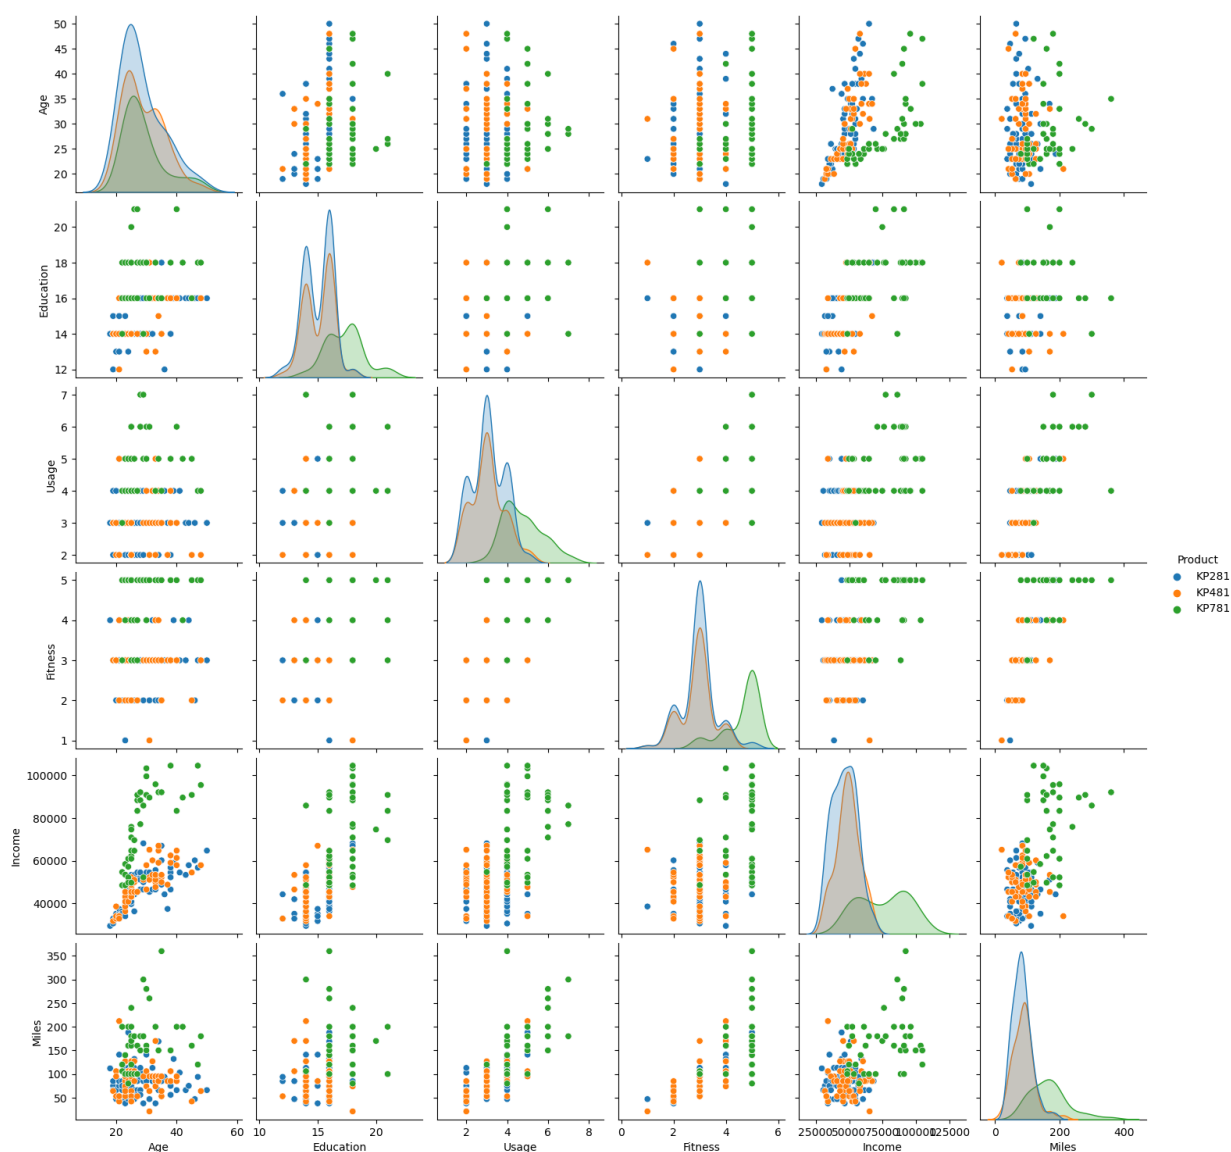 50
45
40
35
30
25
20
Age
20
18
16
14
12
Education
7
6
5
4
3
2
Usage
Product
KP281
KP481
KP781
5
4
3
2
1
Fitness
100000
80000
60000
40000
Income
350
300
250
200
150
100
50
Miles
20 40 60
10 15 20
2 4 6 8
0 2 4 6
25000 50000 75000 100000 125000
0 200 400
Age Education Usage Fitness Income Miles